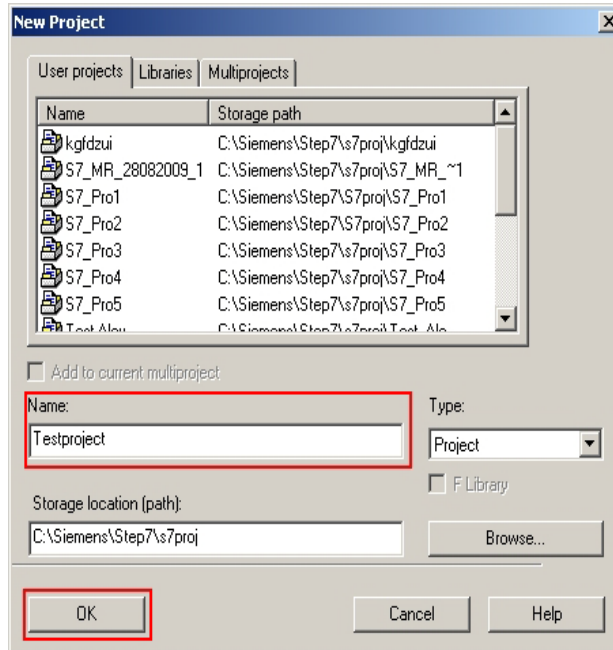 New Project
User projects Libraries Multiprojects
Name Storage path
kgfdzui C:\Siemens\Step7\s7proj\kgfdzui
S7_MR_28082009_1 C:\Siemens\Step7\s7proj\S7_MR_~1
S7_Pro1 C:\Siemens\Step7\S7proj\S7_Pro1
S7_Pro2 C:\Siemens\Step7\s7proj\S7_Pro2
S7_Pro3 C:\Siemens\Step7\s7proj\S7_Pro3
S7_Pro4 C:\Siemens\Step7\s7proj\S7_Pro4
S7_Pro5 C:\Siemens\Step7\s7proj\S7_Pro5
Add to current multiproject
Name: Type:
Testproject Project
F Library
Storage location (path):
C:\Siemens\Step7\s7proj Browse...
OK Cancel Help